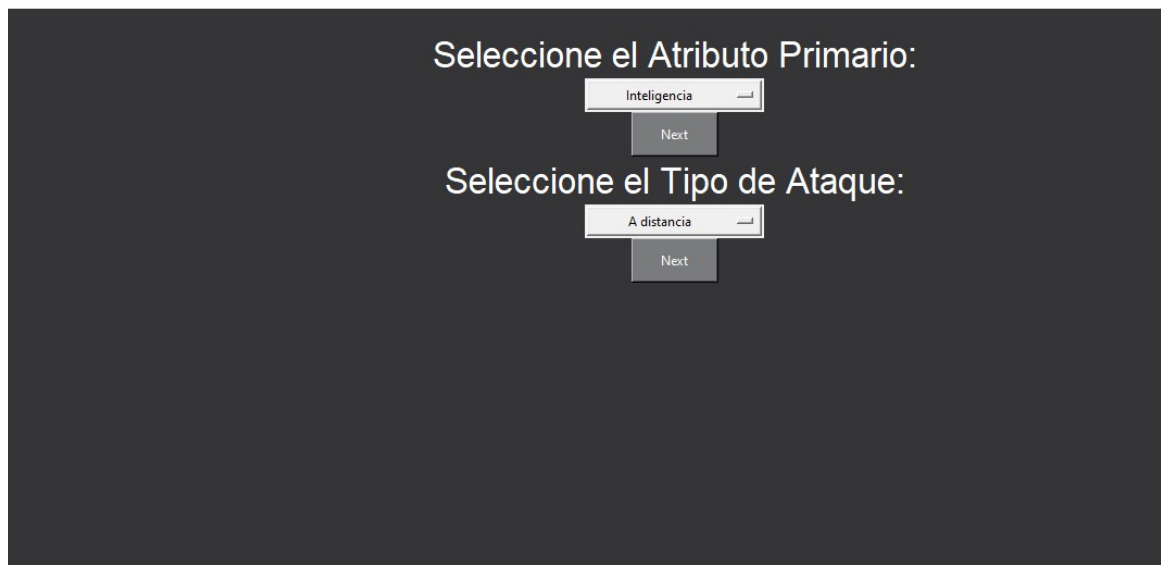 Seleccione el Atributo Primario:
Inteligencia
Next
Seleccione el Tipo de Ataque:
A distancia
Next